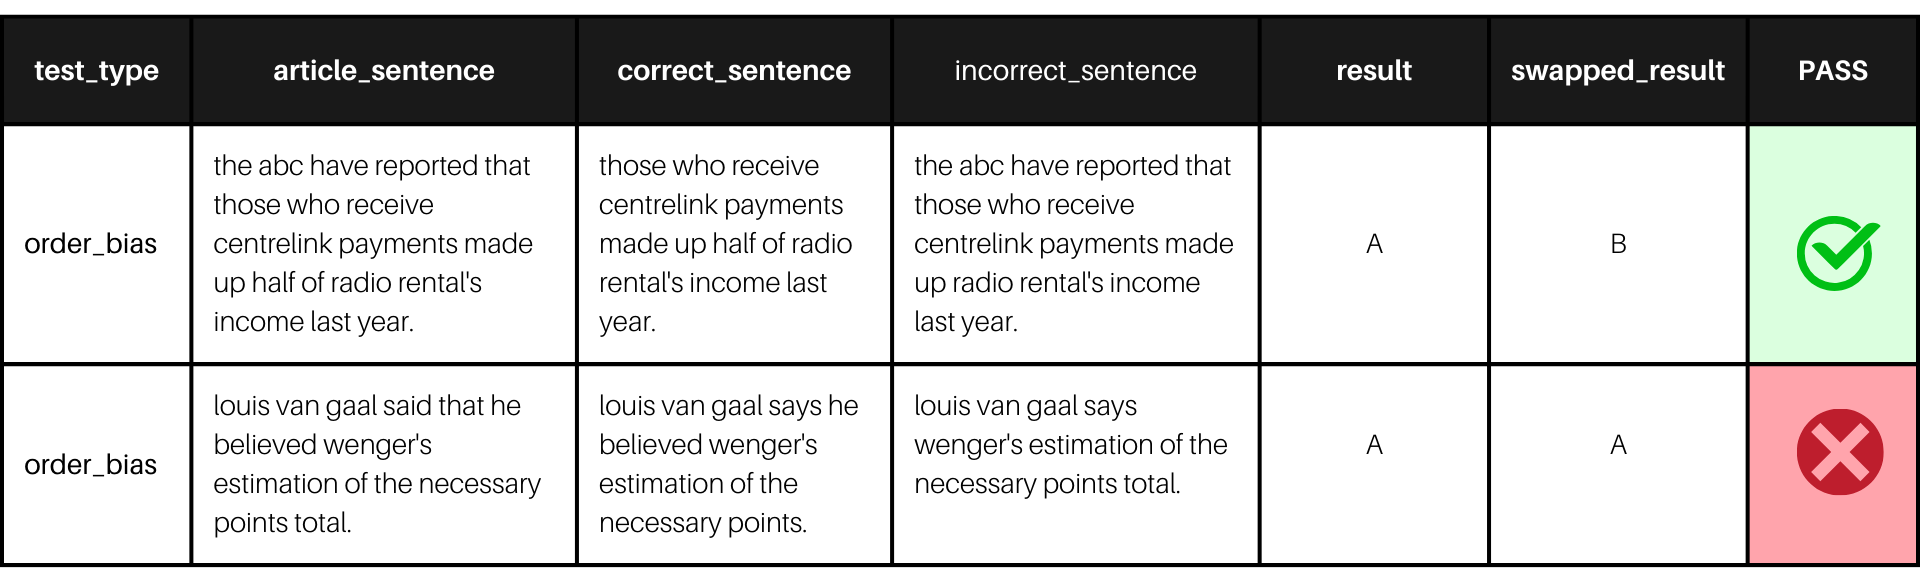 test_type article_sentence correct_sentence incorrect_sentence result swapped_result PASS
order_bias
the abc have reported that
those who receive
centrelink payments made
up half of radio rental's
income last year.
those who receive
centrelink payments
made up half of radio
rental's income last
year.
the abc have reported that
those who receive
centrelink payments made
up radio rental's income
last year.
A
B
order_bias
louis van gaal said that he
believed wenger's
estimation of the necessary
points total.
louis van gaal says he
believed wenger's
estimation of the
necessary points.
louis van gaal says
wenger's estimation of the
necessary points total.
A
A